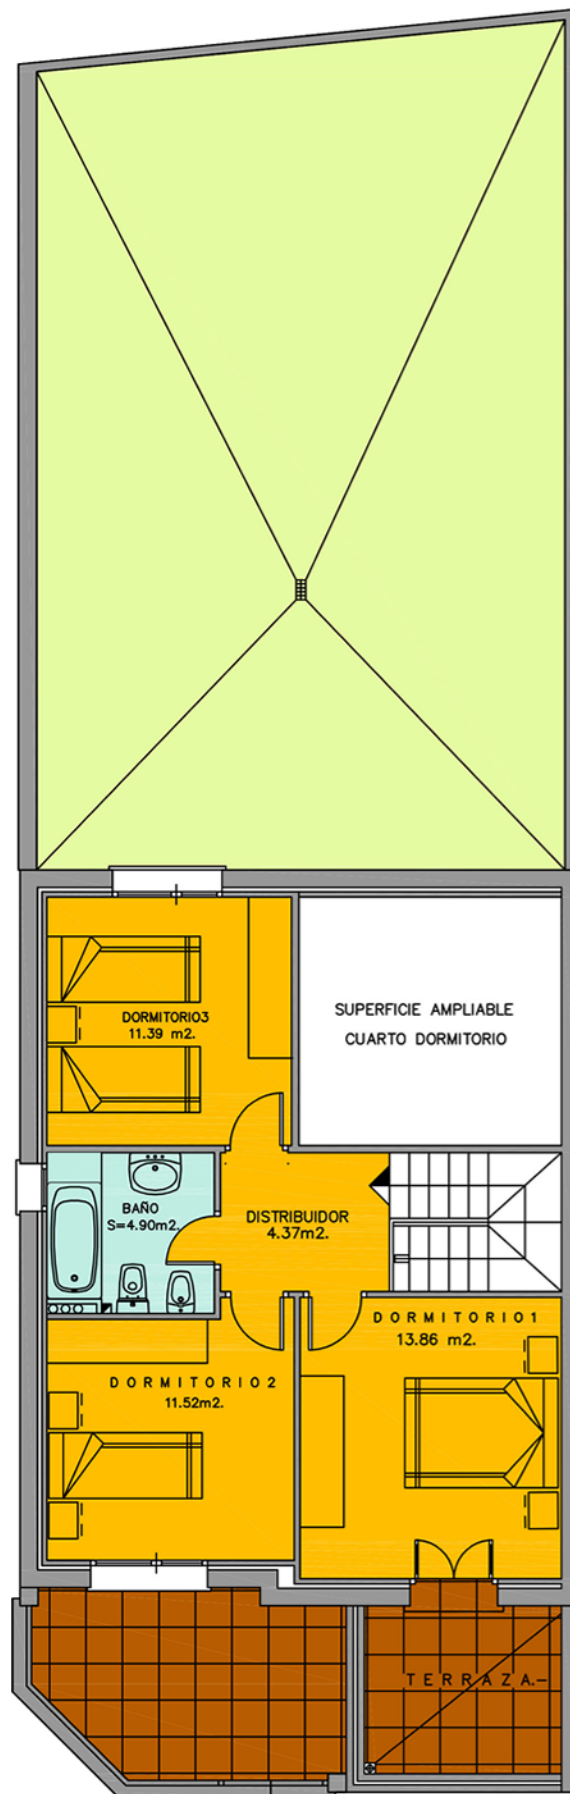 SUPERFICIE AMPLIABLE
CUARTO DORMITORIO
DORMITORIO3
11.39 m2.
BAÑO
S=4.90m2.
DISTRIBUIDOR
4.37m2.
DORMITORIO1
13.86 m2.
DORMITORIO2
11.52m2.
TERRAZA.-